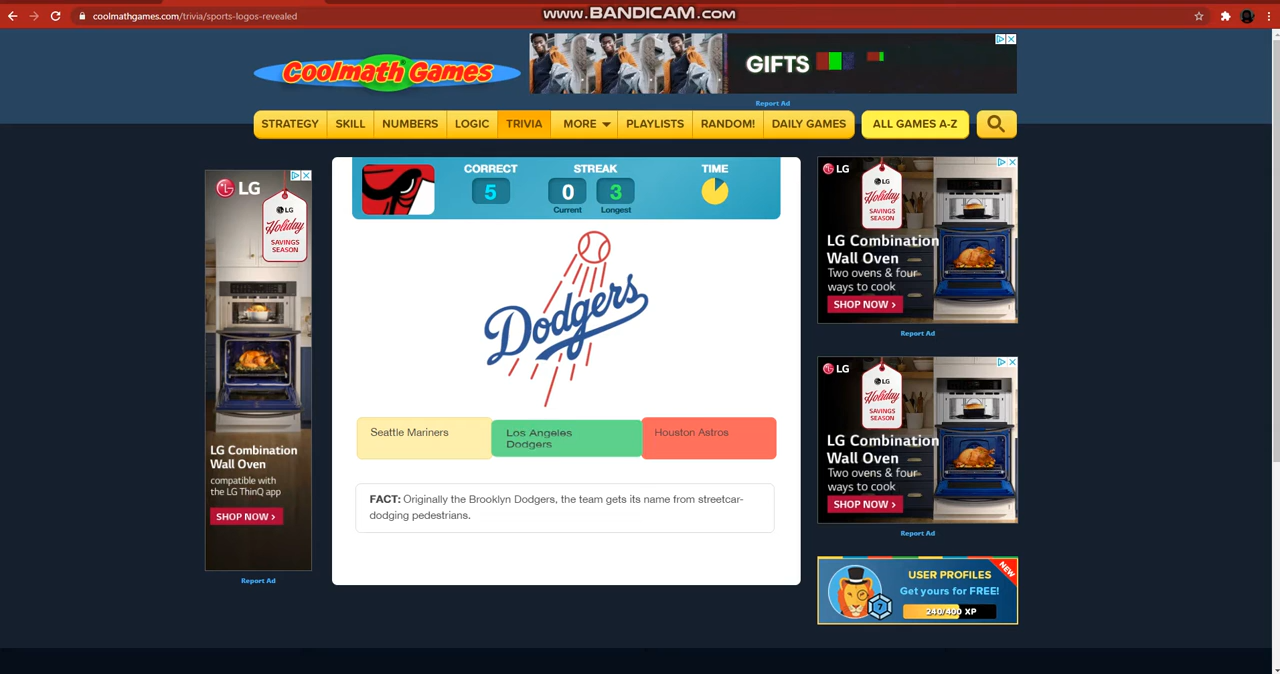 coolmathgames.com/trivia/sports-logos-revealed
www.BANDICAM.com
Coolmath Games
GIFTS
Report Ad
STRATEGY
SKILL
NUMBERS
LOGIC
TRIVIA
MORE
PLAYLISTS
RANDOM!
DAILY GAMES
ALL GAMES A-Z
LG
LG
Holiday
SAVINGS
SEASON
LG Combination
Wall Oven
compatible with
the LG ThinQ app
SHOP NOW >
Report Ad
CORRECT
5
STREAK
0
Current
3
Longest
TIME
Dodgers
Seattle Mariners
Los Angeles
Dodgers
Houston Astros
FACT: Originally the Brooklyn Dodgers, the team gets its name from streetcar-
dodging pedestrians.
LG
LG
Holiday
SAVINGS
SEASON
LG Combination
Wall Oven
Two ovens & four
ways to cook
SHOP NOW >
Report Ad
LG
LG
Holiday
SAVINGS
SEASON
LG Combination
Wall Oven
Two ovens & four
ways to cook
SHOP NOW >
Report Ad
NEW
USER PROFILES
Get yours for FREE!
7
240/400 XP